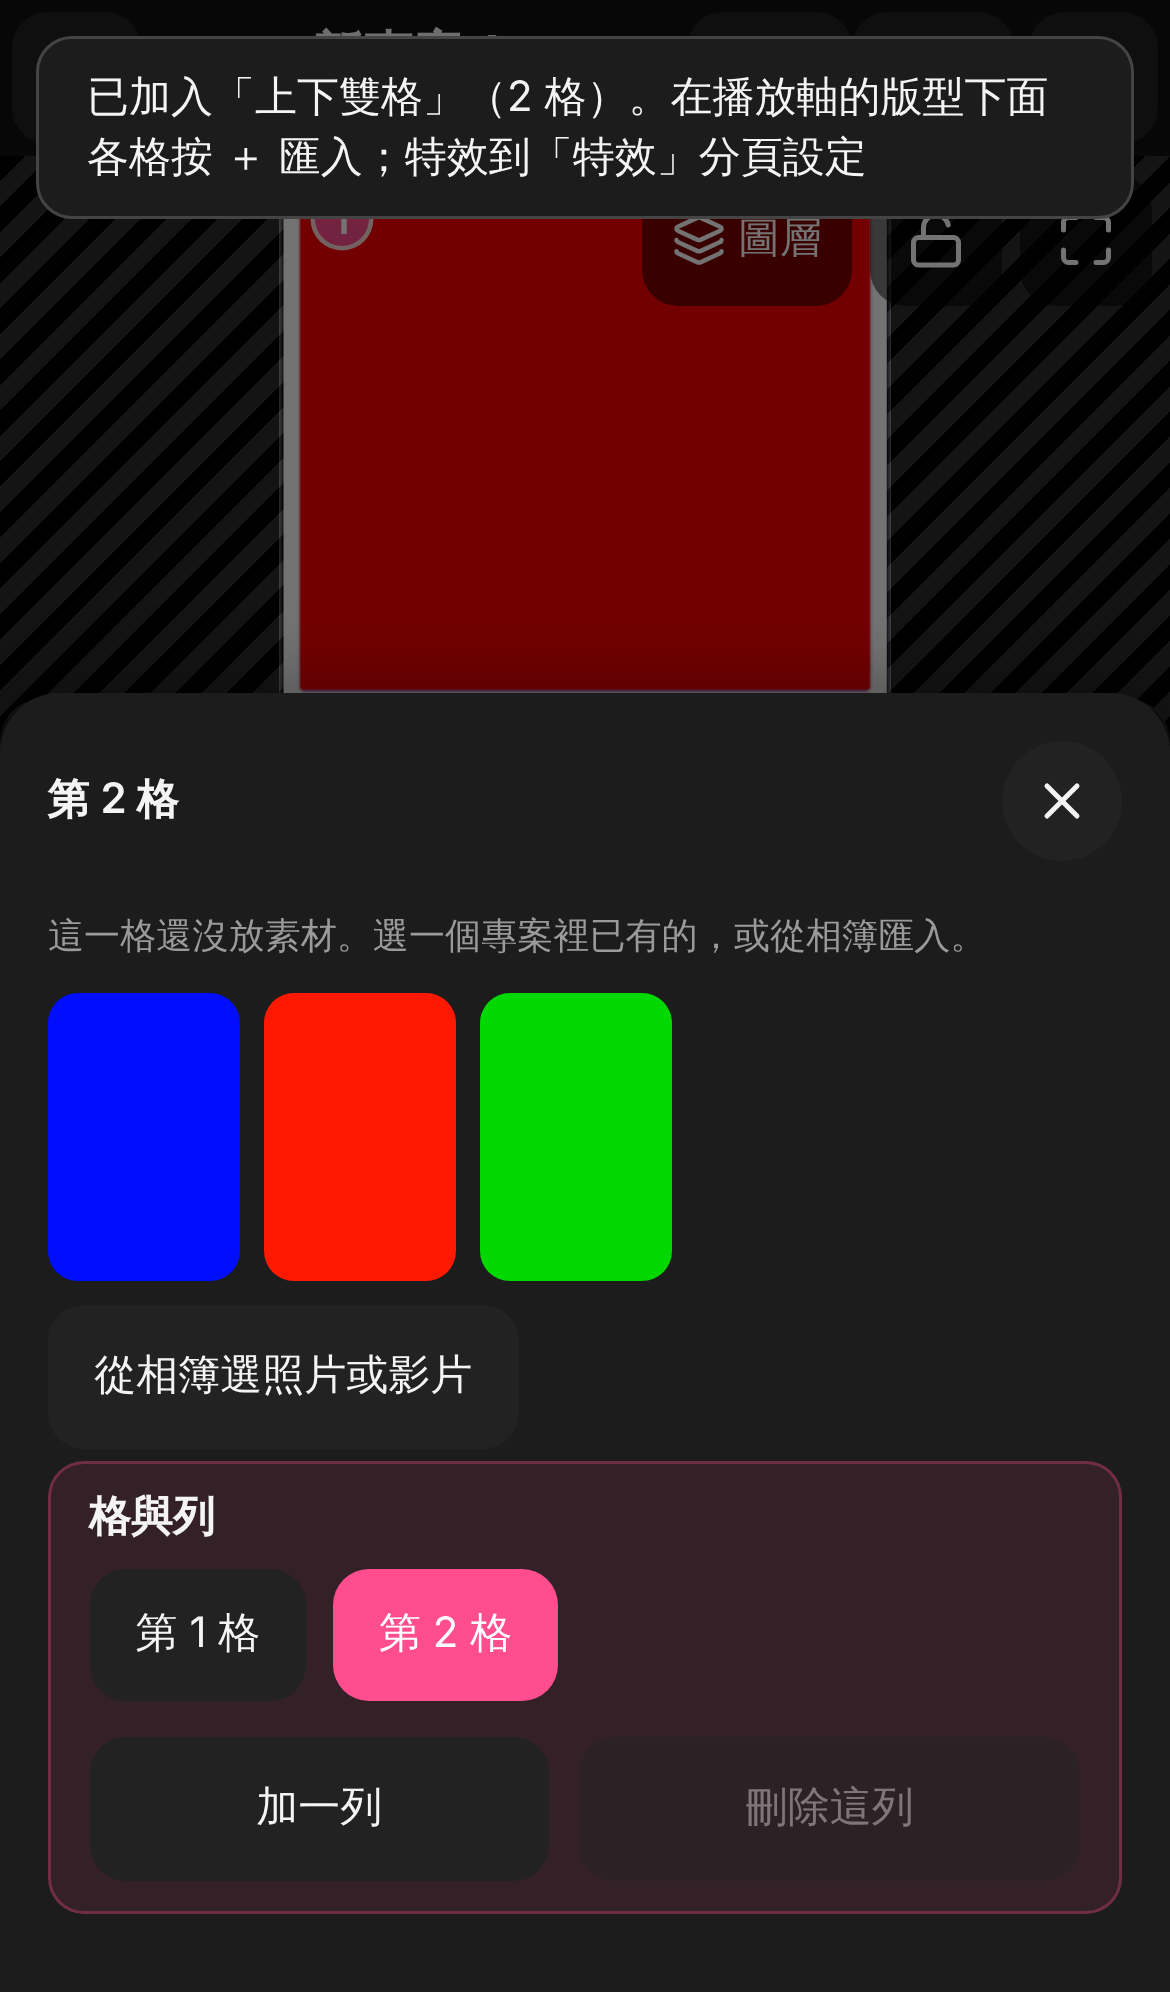 已加入「上下雙格」（2 格）。在播放軸的版型下面
各格按 ＋ 匯入；特效到「特效」分頁設定
圖層
第 2 格
這一格還沒放素材。選一個專案裡已有的，或從相簿匯入。
從相簿選照片或影片
格與列
第 1 格
第 2 格
加一列
刪除這列